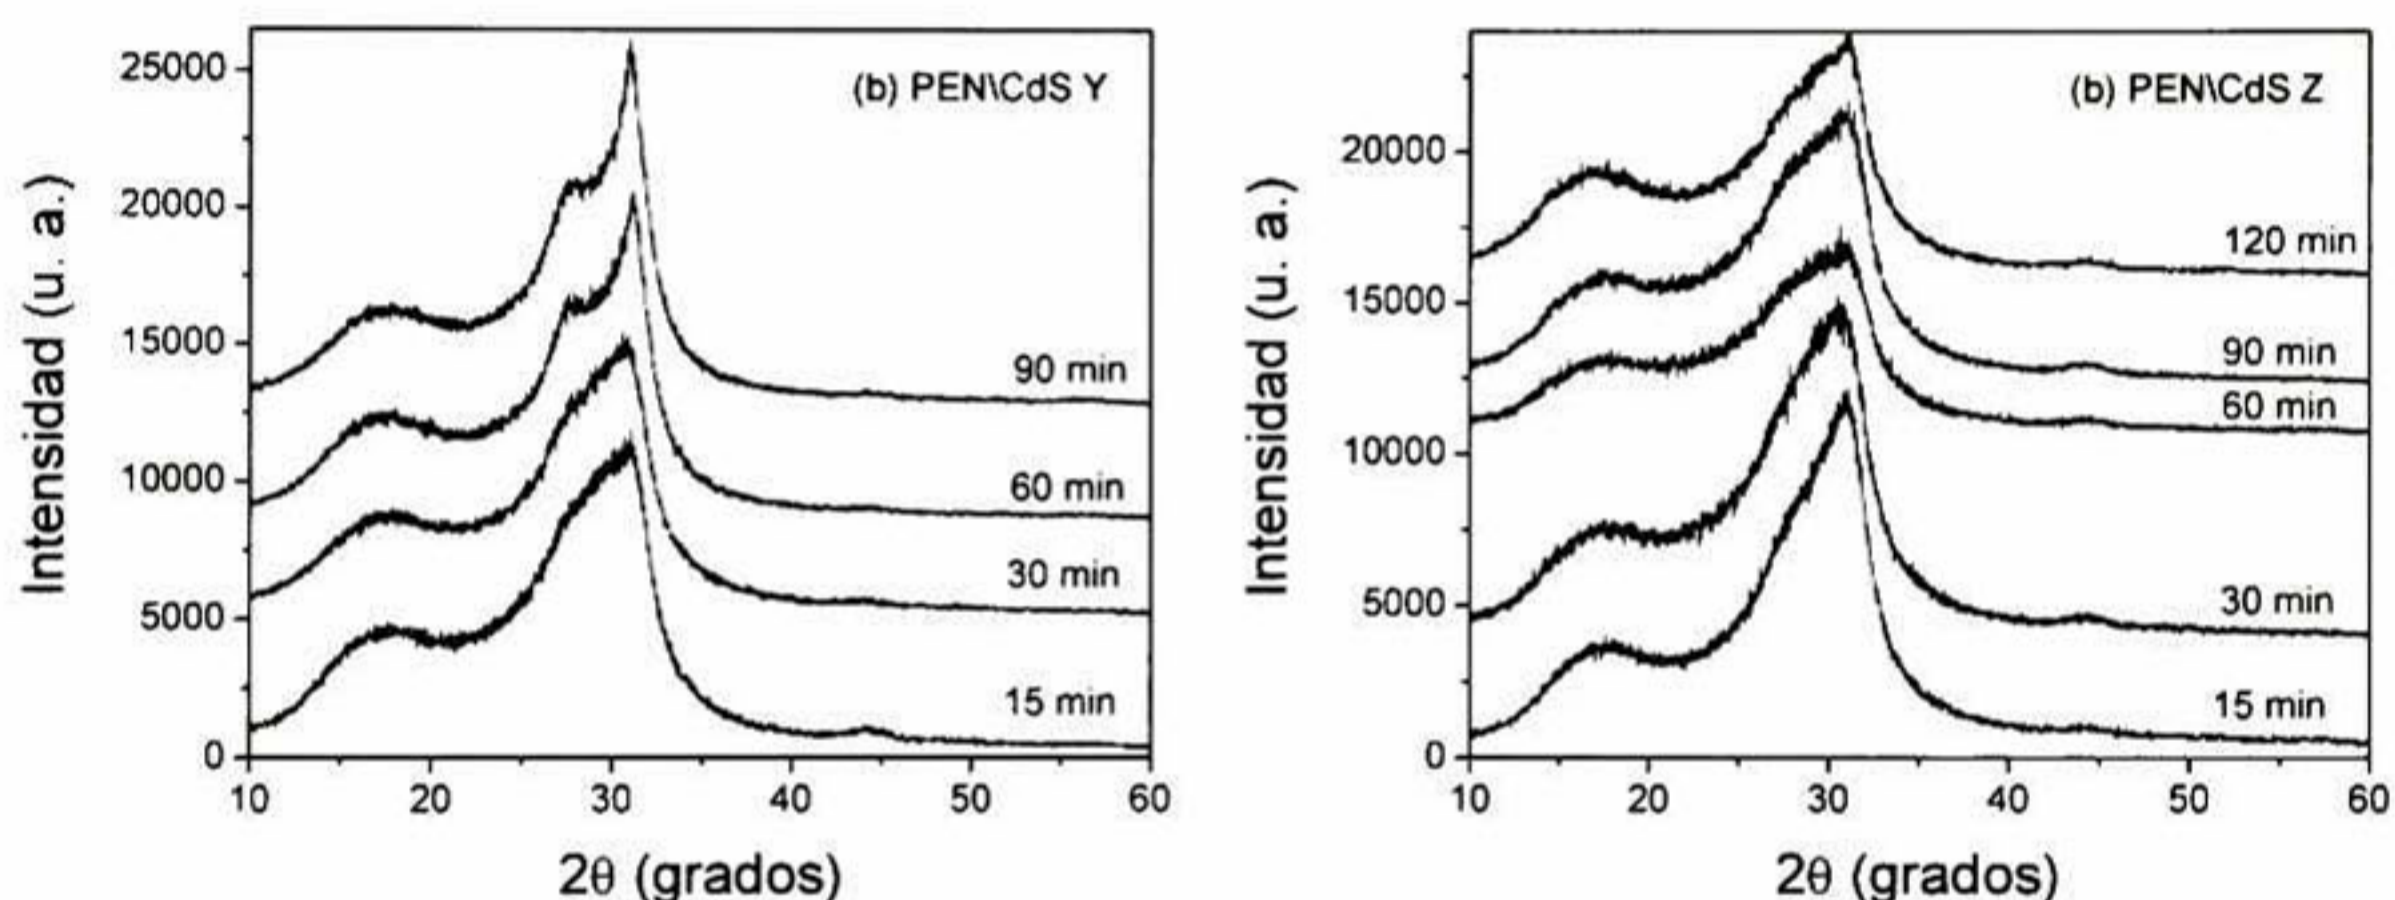 (b) PEN\CdS Y
Intensidad (u. a.)
25000
20000
15000
10000
5000
0
90 min
60 min
30 min
15 min
10 20 30 40 50 60
2θ (grados)
(b) PEN\CdS Z
Intensidad (u. a.)
20000
15000
10000
5000
0
120 min
90 min
60 min
30 min
15 min
10 20 30 40 50 60
2θ (grados)